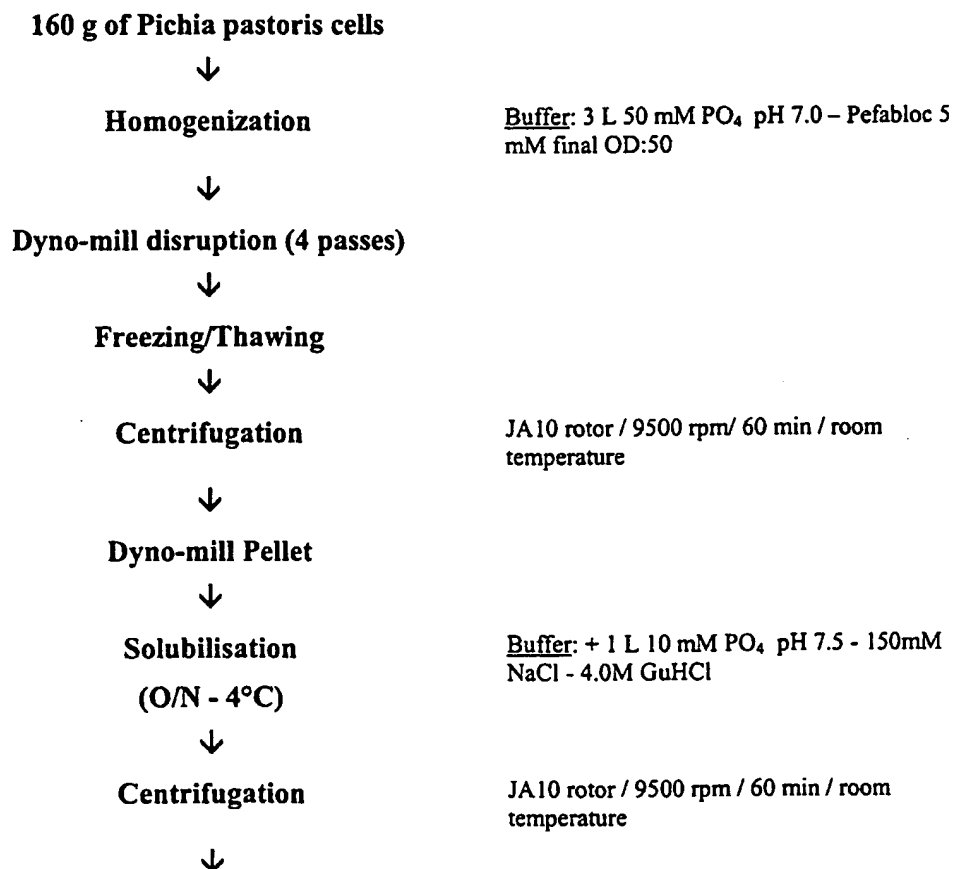 160 g of Pichia pastoris cells
↓
Homogenization
Buffer: 3 L 50 mM PO₄ pH 7.0 – Pefabloc 5
mM final OD:50
↓
Dyno-mill disruption (4 passes)
↓
Freezing/Thawing
↓
Centrifugation
JA10 rotor / 9500 rpm/ 60 min / room
temperature
↓
Dyno-mill Pellet
↓
Solubilisation
(O/N - 4°C)
Buffer: + 1 L 10 mM PO₄ pH 7.5 - 150mM
NaCl - 4.0M GuHCl
↓
Centrifugation
JA10 rotor / 9500 rpm / 60 min / room
temperature
↓